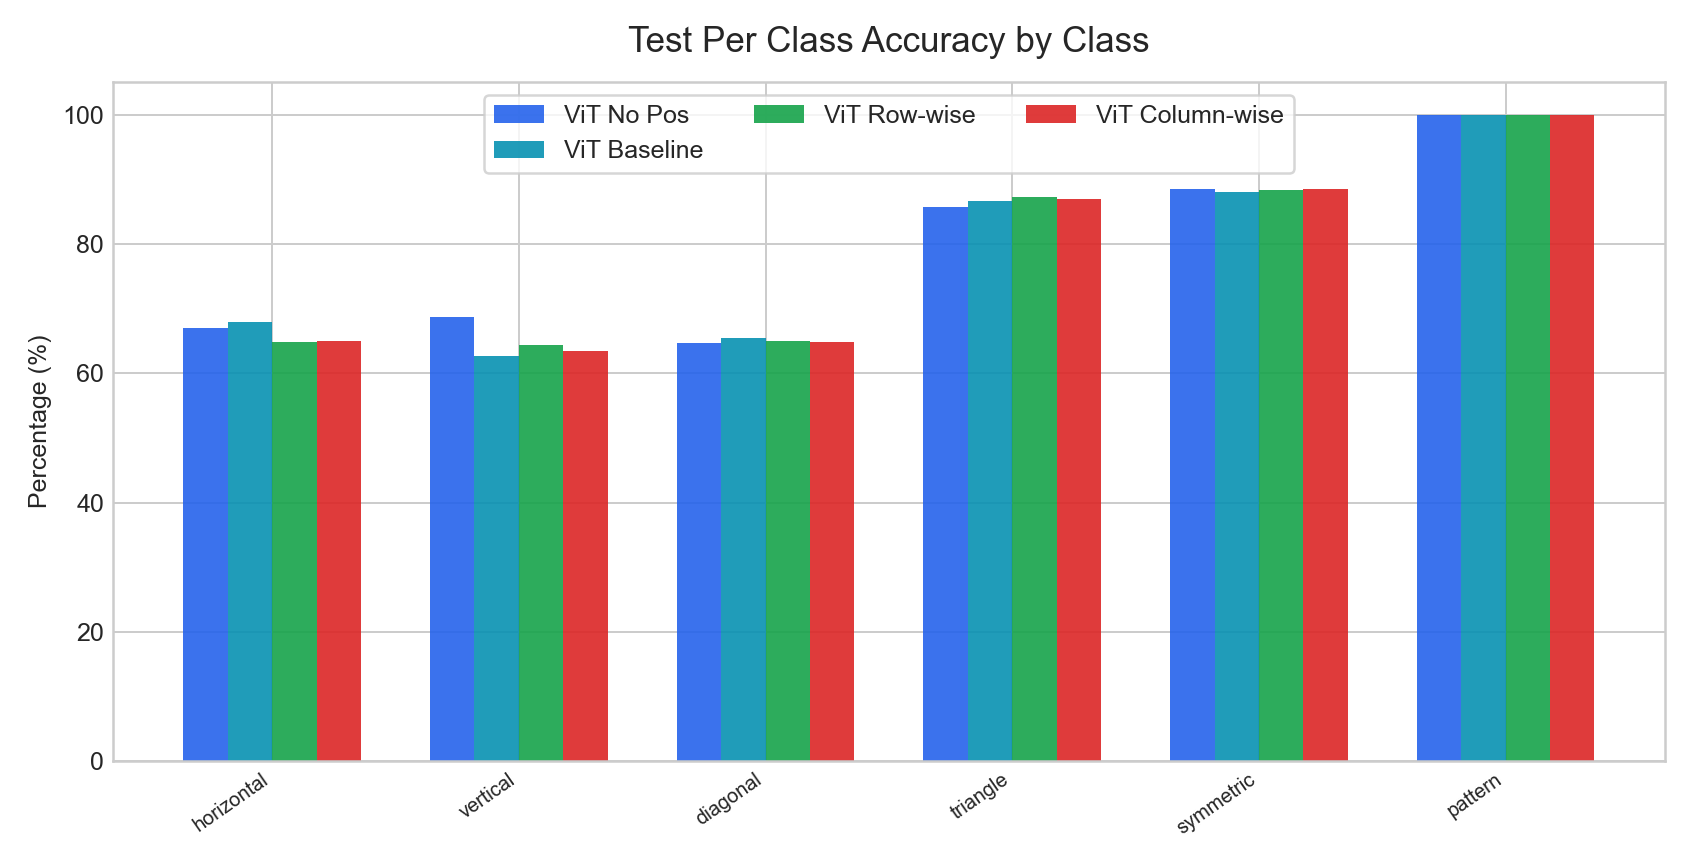 Test Per Class Accuracy by Class
ViT No Pos
ViT Baseline
ViT Row-wise
ViT Column-wise
Percentage (%)
100
80
60
40
20
0
horizontal
vertical
diagonal
triangle
symmetric
pattern